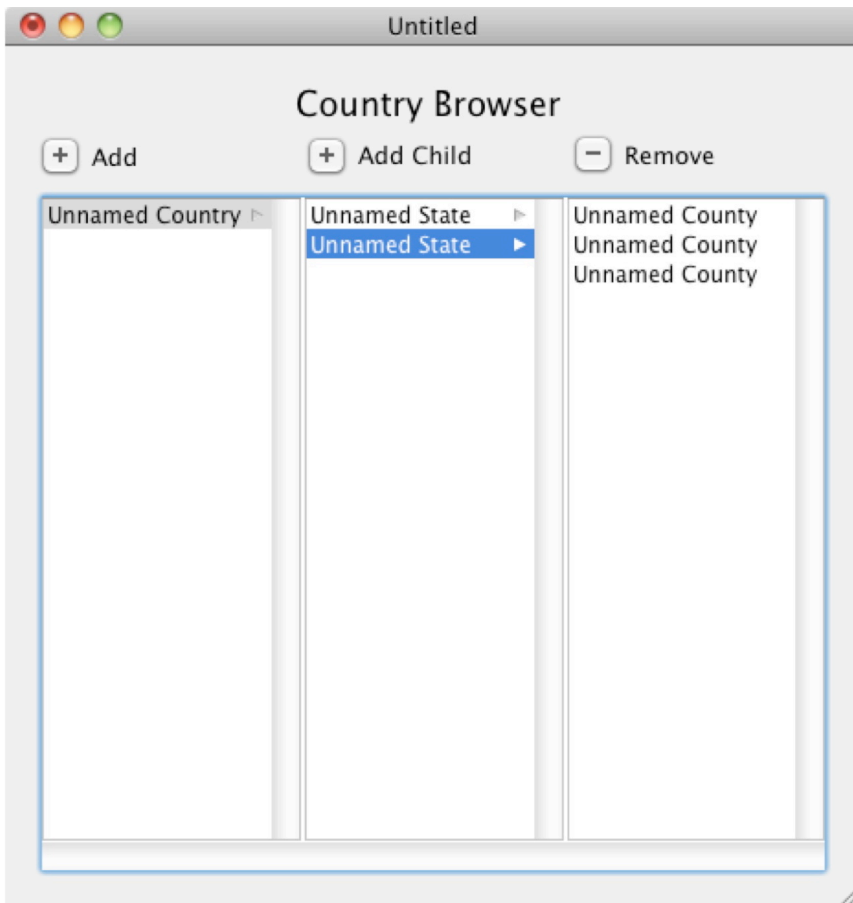 Untitled
Country Browser
+ Add
+ Add Child
− Remove
Unnamed Country
Unnamed State
Unnamed State
Unnamed County
Unnamed County
Unnamed County